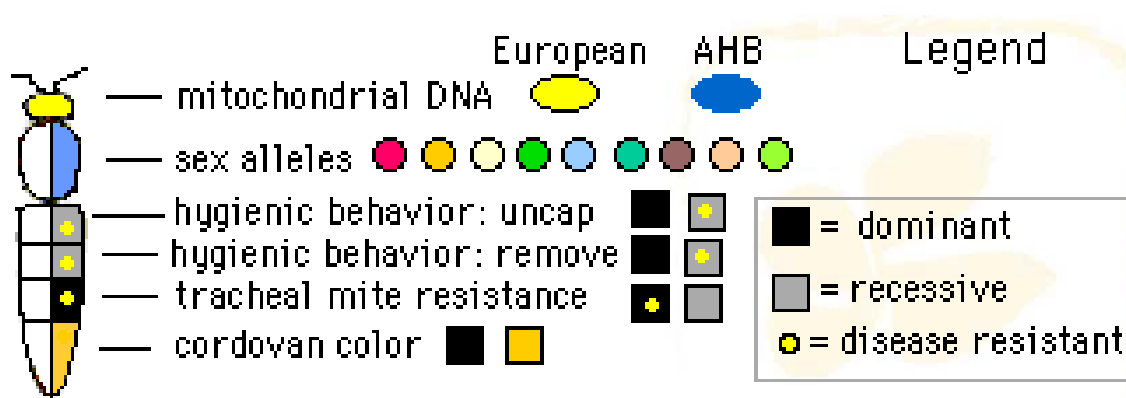 European AHB Legend
mitochondrial DNA
sex alleles
hygienic behavior: uncap
hygienic behavior: remove
tracheal mite resistance
cordovan color
= dominant
= recessive
= disease resistant